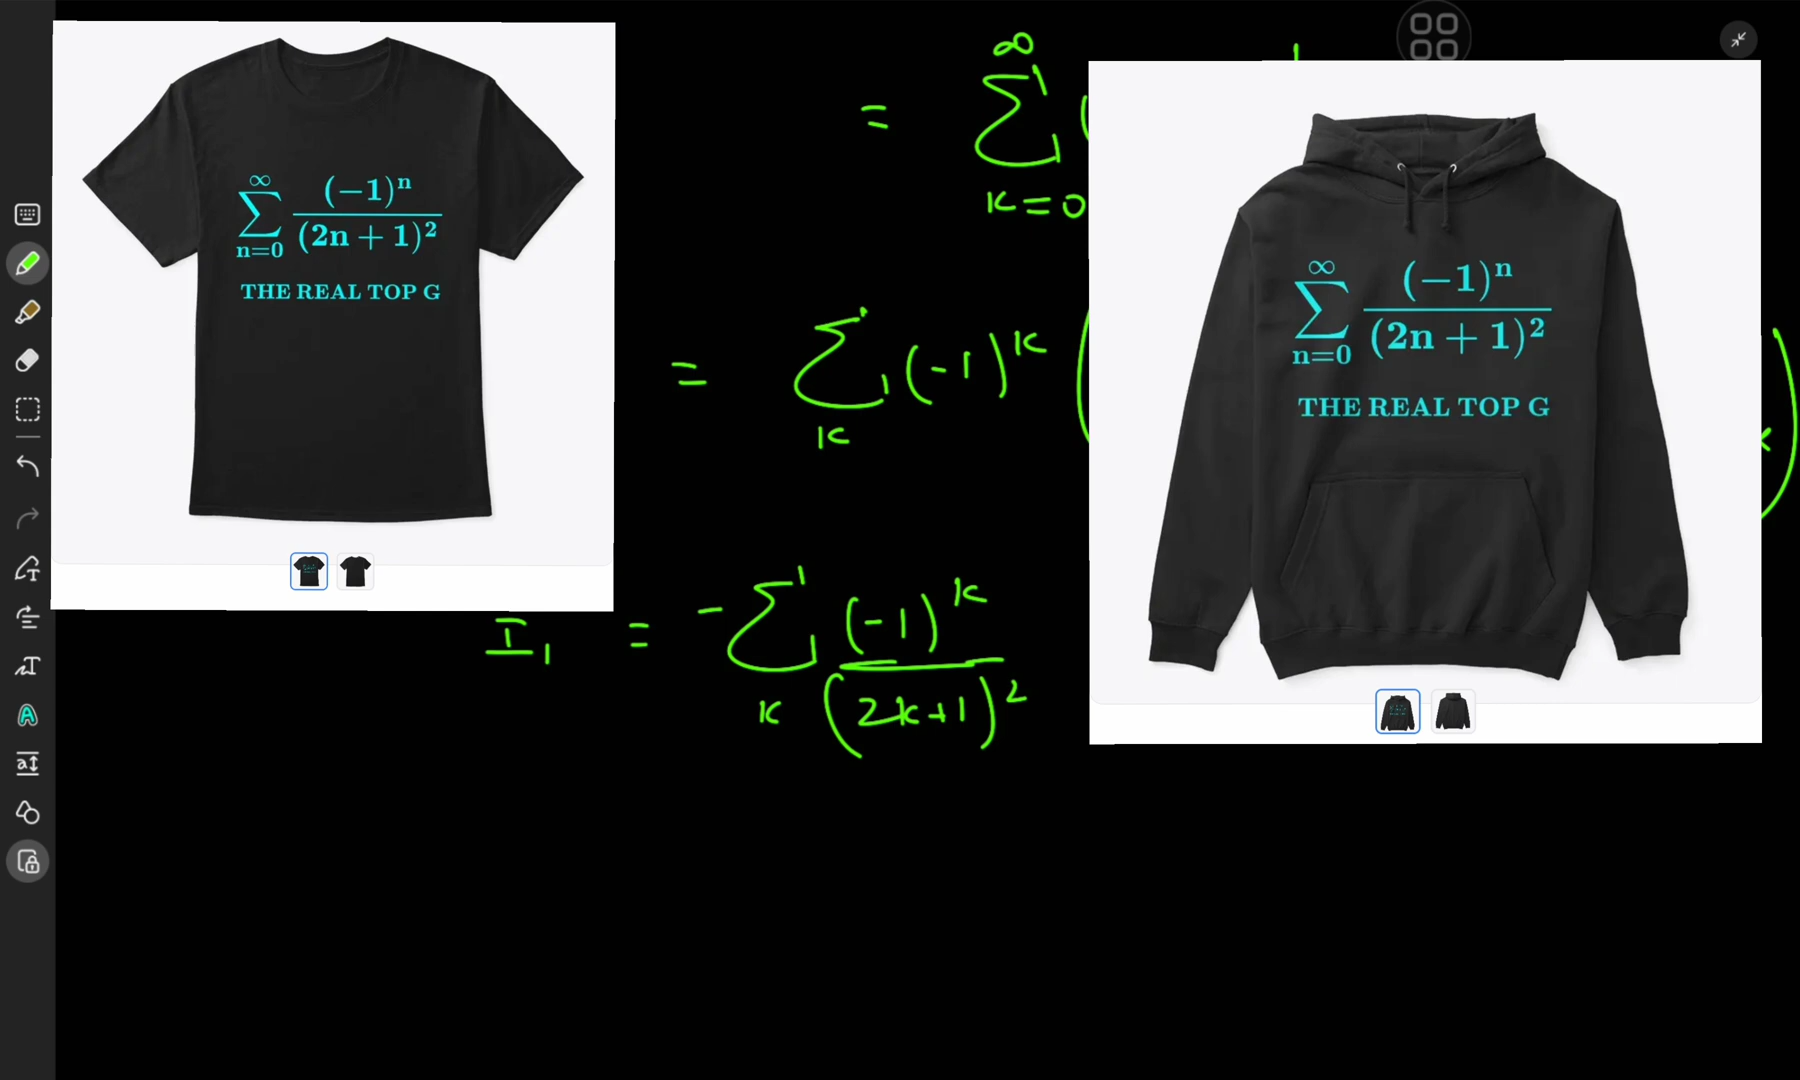 ∞
∑ (-1)ⁿ / (2n + 1)²
n=0
THE REAL TOP G
∞
= ∑ (
k=0
= ∑ (-1)ᵏ (
k
I₁ = -∑ (-1)ᵏ / (2k+1)²
k
∞
∑ (-1)ⁿ / (2n + 1)²
n=0
THE REAL TOP G